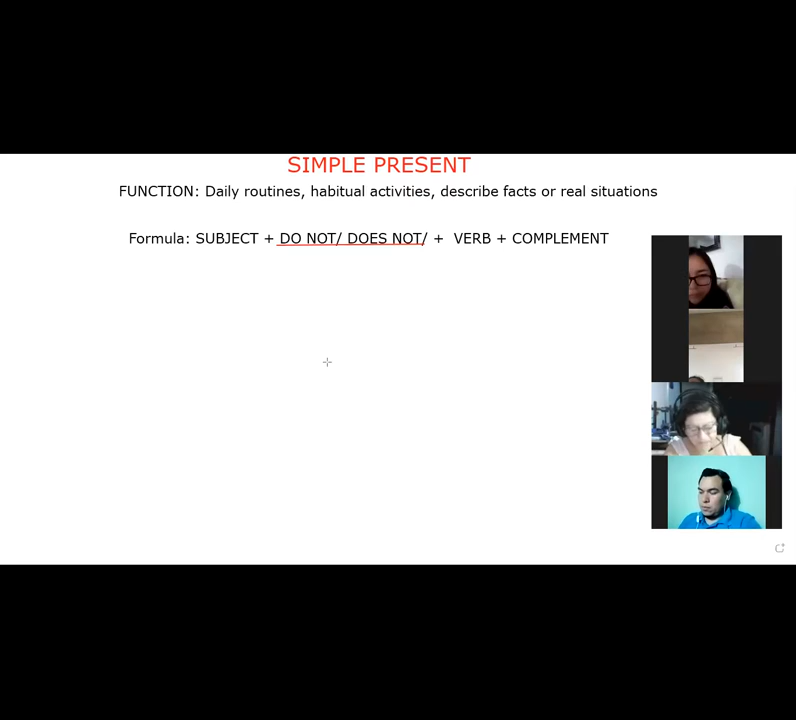 SIMPLE PRESENT
FUNCTION: Daily routines, habitual activities, describe facts or real situations
Formula: SUBJECT + DO NOT/ DOES NOT/ + VERB + COMPLEMENT